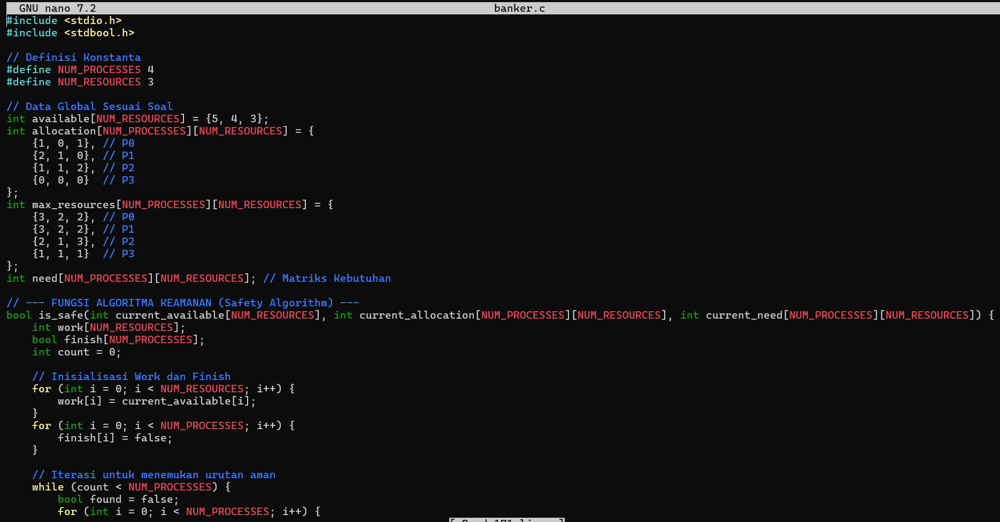 GNU nano 7.2 banker.c
#include <stdio.h>
#include <stdbool.h>

// Definisi Konstanta
#define NUM_PROCESSES 4
#define NUM_RESOURCES 3

// Data Global Sesuai Soal
int available[NUM_RESOURCES] = {5, 4, 3};
int allocation[NUM_PROCESSES][NUM_RESOURCES] = {
    {1, 0, 1}, // P0
    {2, 1, 0}, // P1
    {1, 1, 2}, // P2
    {0, 0, 0}  // P3
};
int max_resources[NUM_PROCESSES][NUM_RESOURCES] = {
    {3, 2, 2}, // P0
    {3, 2, 2}, // P1
    {2, 1, 3}, // P2
    {1, 1, 1}  // P3
};
int need[NUM_PROCESSES][NUM_RESOURCES]; // Matriks Kebutuhan

// --- FUNGSI ALGORITMA KEAMANAN (Safety Algorithm) ---
bool is_safe(int current_available[NUM_RESOURCES], int current_allocation[NUM_PROCESSES][NUM_RESOURCES], int current_need[NUM_PROCESSES][NUM_RESOURCES]) {
    int work[NUM_RESOURCES];
    bool finish[NUM_PROCESSES];
    int count = 0;

    // Inisialisasi Work dan Finish
    for (int i = 0; i < NUM_RESOURCES; i++) {
        work[i] = current_available[i];
    }
    for (int i = 0; i < NUM_PROCESSES; i++) {
        finish[i] = false;
    }

    // Iterasi untuk menemukan urutan aman
    while (count < NUM_PROCESSES) {
        bool found = false;
        for (int i = 0; i < NUM_PROCESSES; i++) {
[ Read 171 lines ]